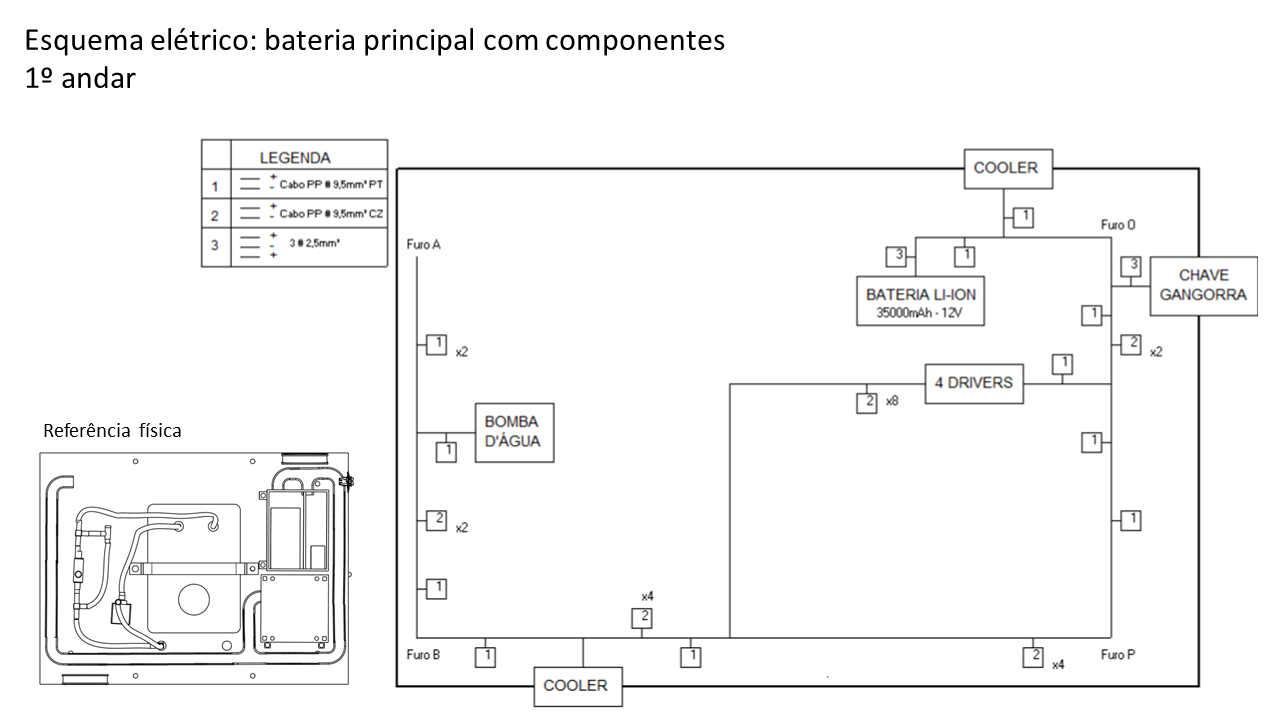 Esquema elétrico: bateria principal com componentes
1º andar
LEGENDA
1 + - Cabo PP # 9,5mm² PT
2 + - Cabo PP # 9,5mm² CZ
3 + - + 3 # 2,5mm²
COOLER
1
Furo A
Furo O
3
1
3
CHAVE
GANGORRA
BATERIA LI-ION
35000mAh - 12V
1
1
x2
2
x2
1
4 DRIVERS
2
x8
BOMBA
D'ÁGUA
1
1
Referência física
2
x2
1
1
x4
2
Furo B
1
1
2
x4
Furo P
COOLER